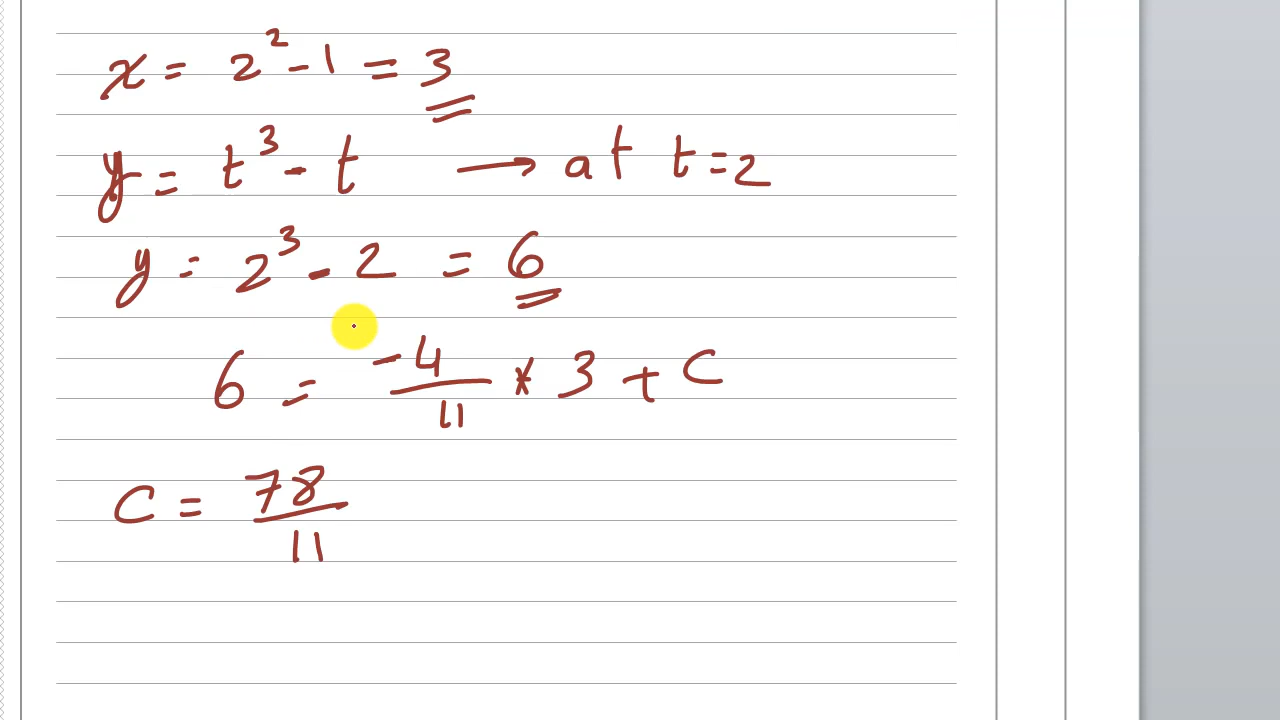 x = 2² - 1 = 3
y = t³ - t → at t = 2
y = 2³ - 2 = 6
6 = -4/11 * 3 + C
C = 78/11